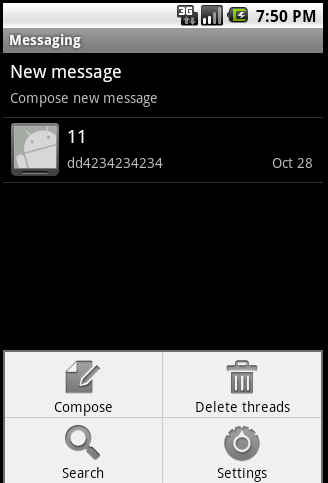 3G 7:50 PM
Messaging
New message
Compose new message
11
dd4234234234 Oct 28
Compose Delete threads
Search Settings